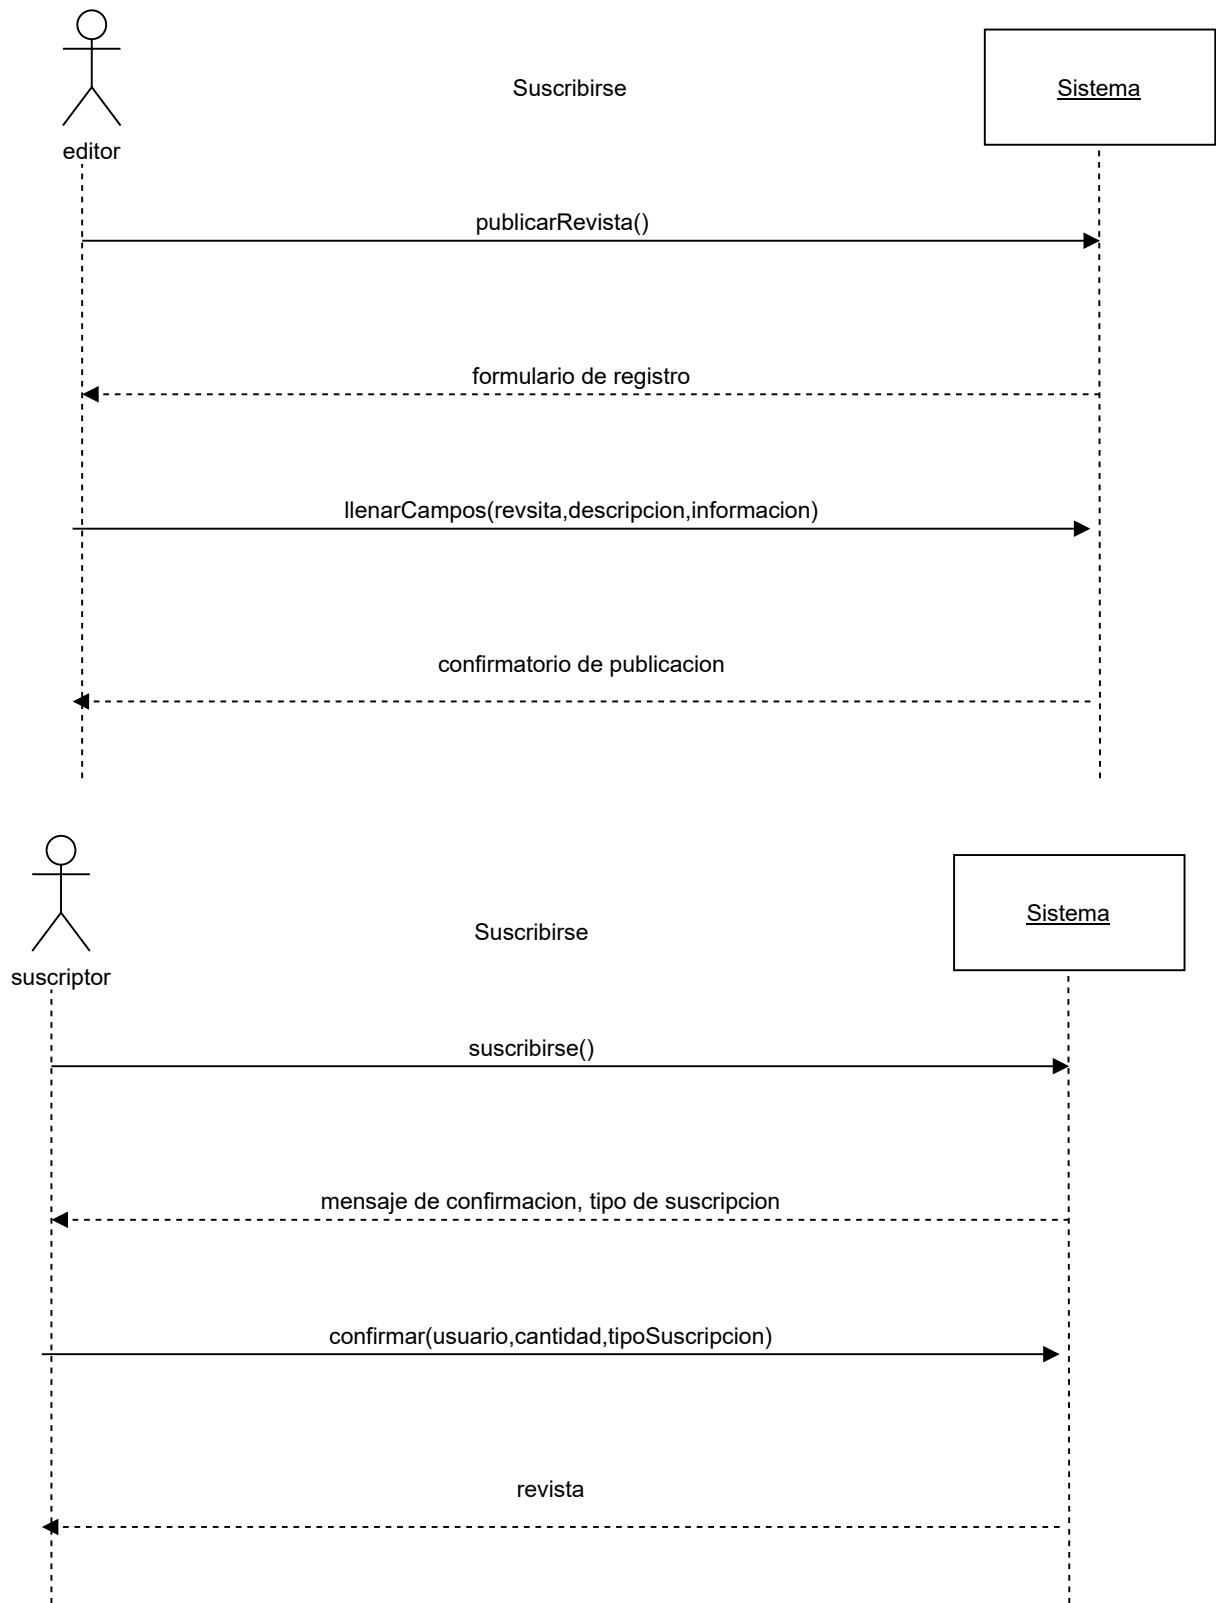 Suscribirse
Sistema
editor
publicarRevista()
formulario de registro
llenarCampos(revsita,descripcion,informacion)
confirmatorio de publicacion
Sistema
Suscribirse
suscriptor
suscribirse()
mensaje de confirmacion, tipo de suscripcion
confirmar(usuario,cantidad,tipoSuscripcion)
revista